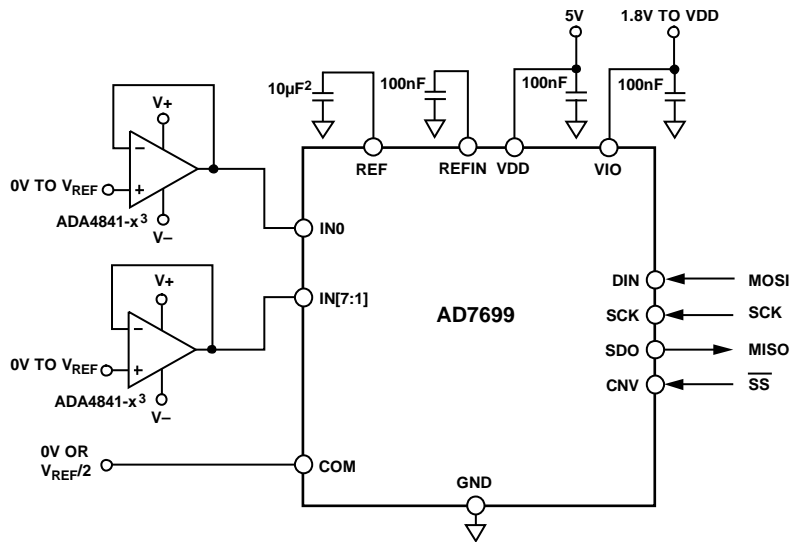 5V
1.8V TO VDD
10µF²
100nF
100nF
100nF
V+
REF
REFIN
VDD
VIO
−
+
0V TO VREF
ADA4841-x³
V−
IN0
V+
IN[7:1]
−
+
0V TO VREF
ADA4841-x³
V−
AD7699
DIN
MOSI
SCK
SCK
SDO
MISO
CNV
SS
0V OR
VREF/2
COM
GND